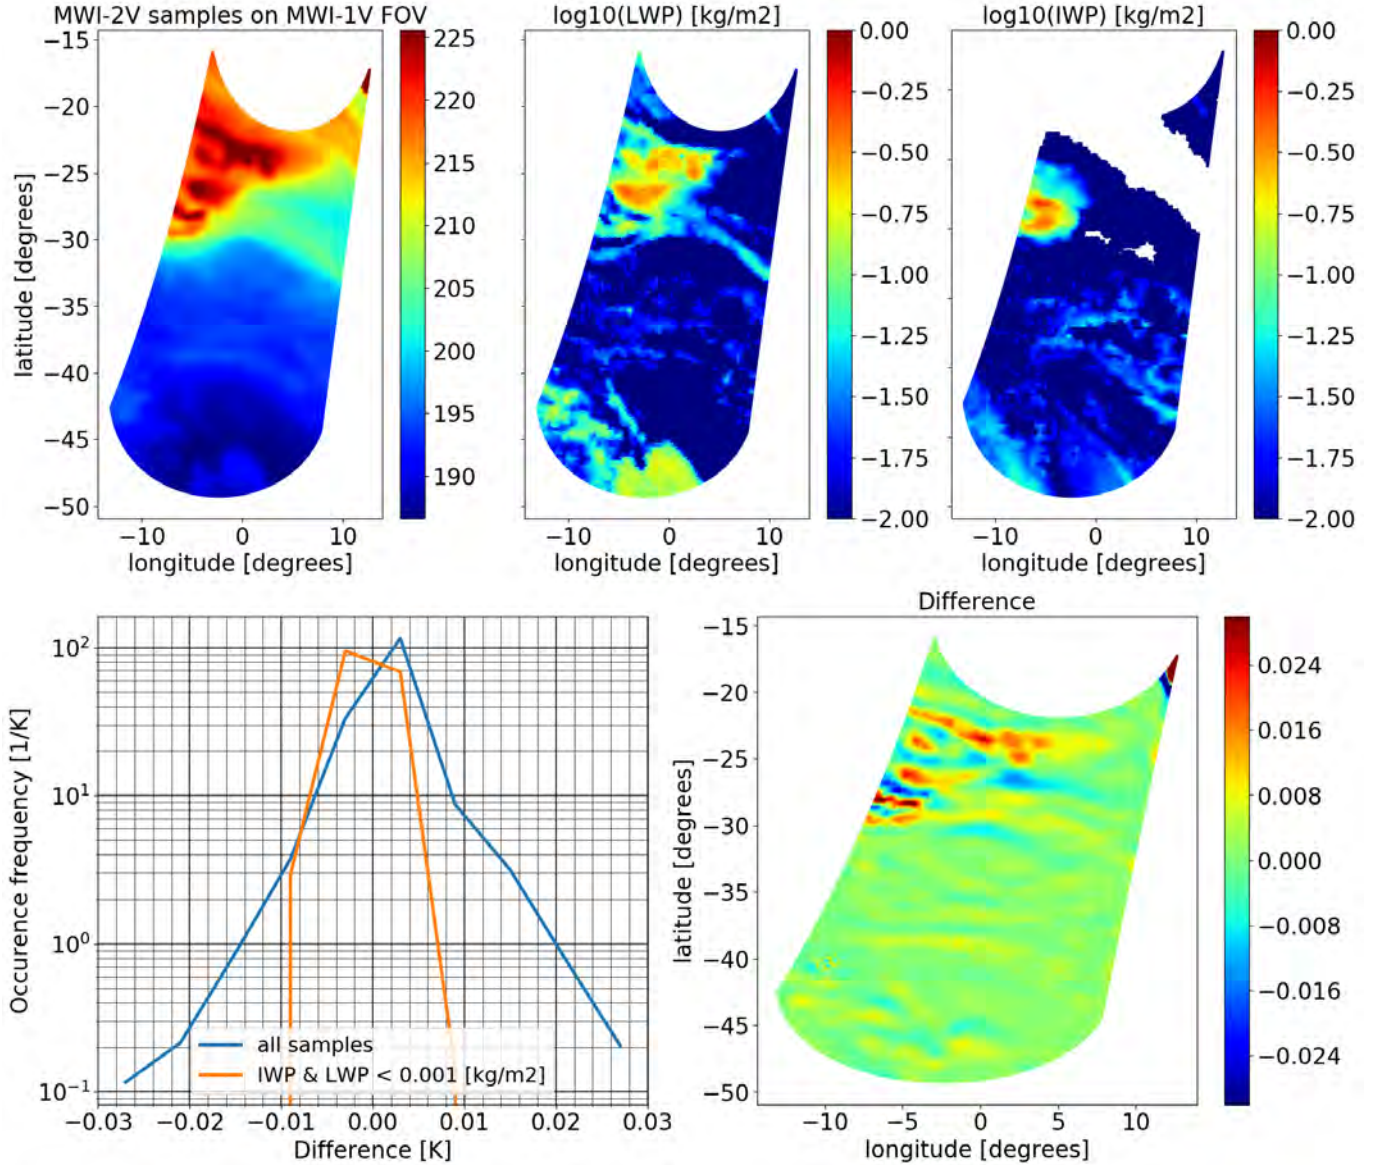 MWI-2V samples on MWI-1V FOV
log10(LWP) [kg/m2]
log10(IWP) [kg/m2]
−15
−20
−25
−30
−35
−40
−45
−50
latitude [degrees]
−10 0 10
longitude [degrees]
225
220
215
210
205
200
195
190
−10 0 10
longitude [degrees]
0.00
−0.25
−0.50
−0.75
−1.00
−1.25
−1.50
−1.75
−2.00
−10 0 10
longitude [degrees]
0.00
−0.25
−0.50
−0.75
−1.00
−1.25
−1.50
−1.75
−2.00
10²
10¹
10⁰
10⁻¹
Occurrence frequency [1/K]
all samples
IWP & LWP < 0.001 [kg/m2]
−0.03 −0.02 −0.01 0.00 0.01 0.02 0.03
Difference [K]
Difference
−15
−20
−25
−30
−35
−40
−45
−50
latitude [degrees]
−10 −5 0 5 10
longitude [degrees]
0.024
0.016
0.008
0.000
−0.008
−0.016
−0.024